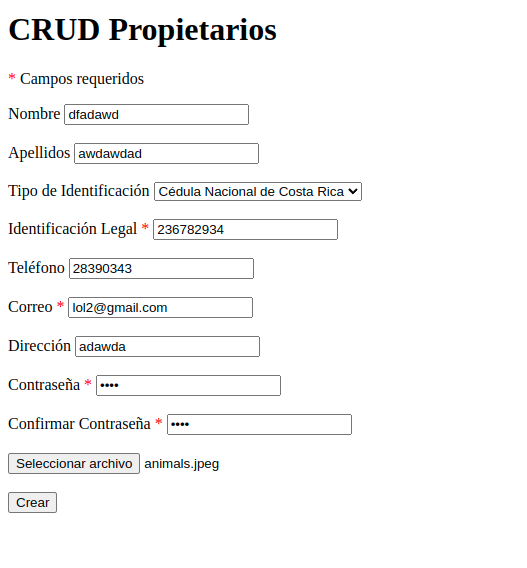 CRUD Propietarios
* Campos requeridos
Nombre dfadawd
Apellidos awdawdad
Tipo de Identificación Cédula Nacional de Costa Rica
Identificación Legal * 236782934
Teléfono 28390343
Correo * lol2@gmail.com
Dirección adawda
Contraseña * ••••
Confirmar Contraseña * ••••
Seleccionar archivo animals.jpeg
Crear